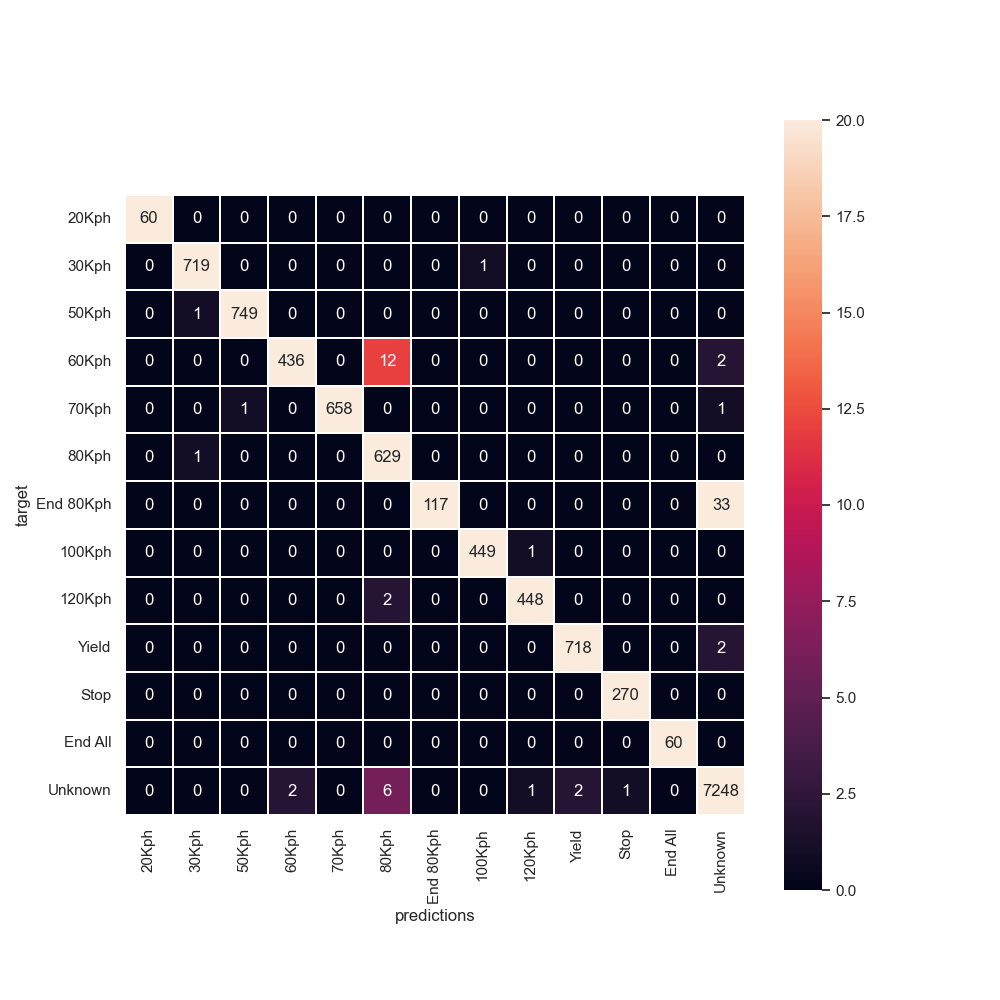 20.0
17.5
15.0
12.5
10.0
7.5
5.0
2.5
0.0
target
20Kph 60 0 0 0 0 0 0 0 0 0 0 0 0
30Kph 0 719 0 0 0 0 0 1 0 0 0 0 0
50Kph 0 1 749 0 0 0 0 0 0 0 0 0 0
60Kph 0 0 0 436 0 12 0 0 0 0 0 0 2
70Kph 0 0 1 0 658 0 0 0 0 0 0 0 1
80Kph 0 1 0 0 0 629 0 0 0 0 0 0 0
End 80Kph 0 0 0 0 0 0 117 0 0 0 0 0 33
100Kph 0 0 0 0 0 0 0 449 1 0 0 0 0
120Kph 0 0 0 0 0 2 0 0 448 0 0 0 0
Yield 0 0 0 0 0 0 0 0 0 718 0 0 2
Stop 0 0 0 0 0 0 0 0 0 0 270 0 0
End All 0 0 0 0 0 0 0 0 0 0 0 60 0
Unknown 0 0 0 2 0 6 0 0 1 2 1 0 7248
20Kph 30Kph 50Kph 60Kph 70Kph 80Kph End 80Kph 100Kph 120Kph Yield Stop End All Unknown
predictions